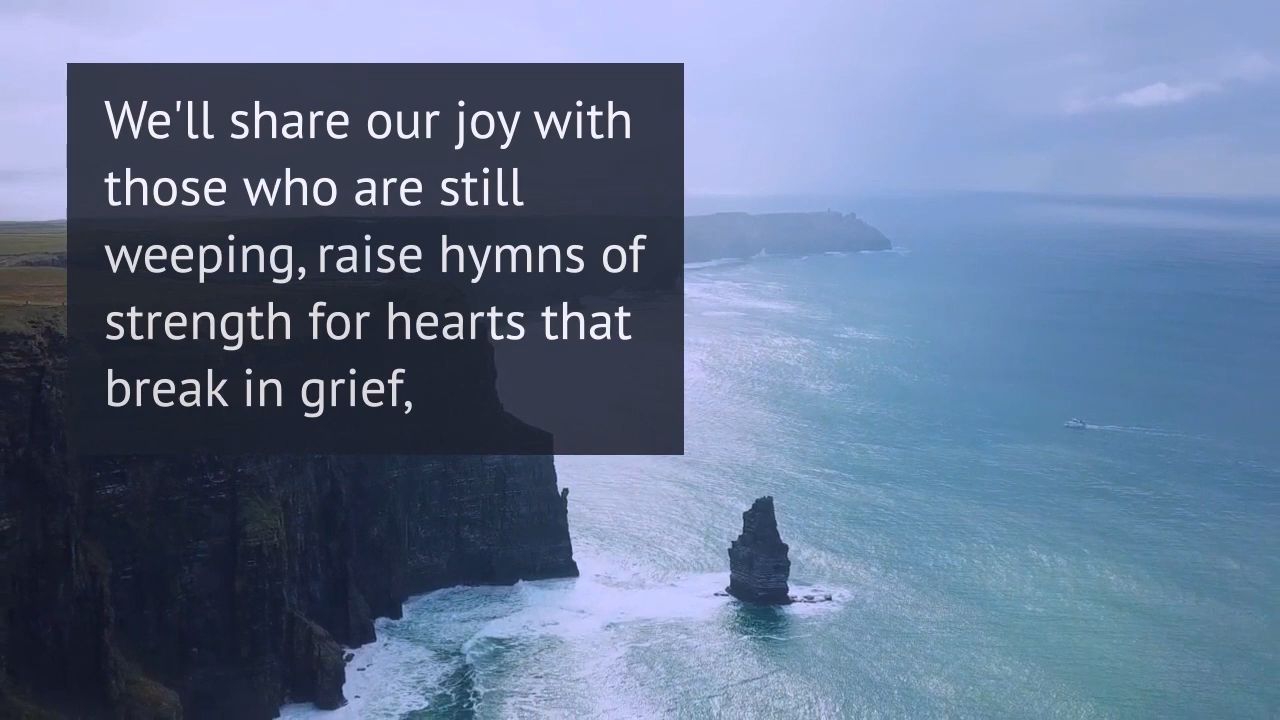 We'll share our joy with
those who are still
weeping, raise hymns of
strength for hearts that
break in grief,